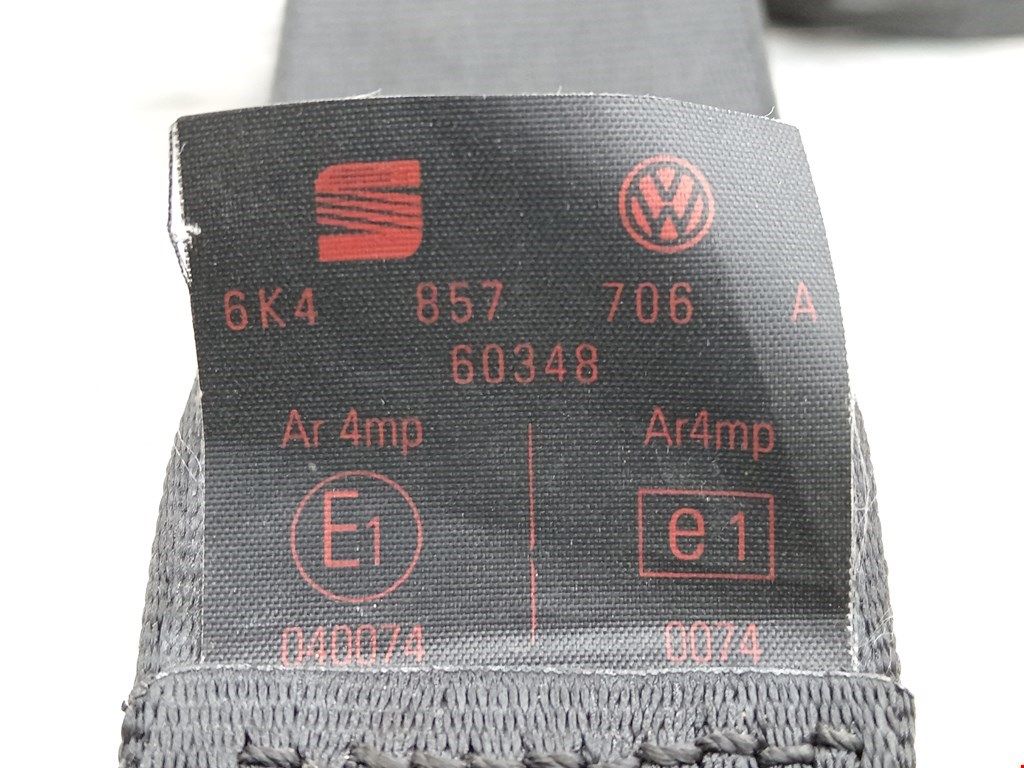 6K4 857 706 A
60348
Ar 4mp Ar4mp
E1 e1
040074 0074